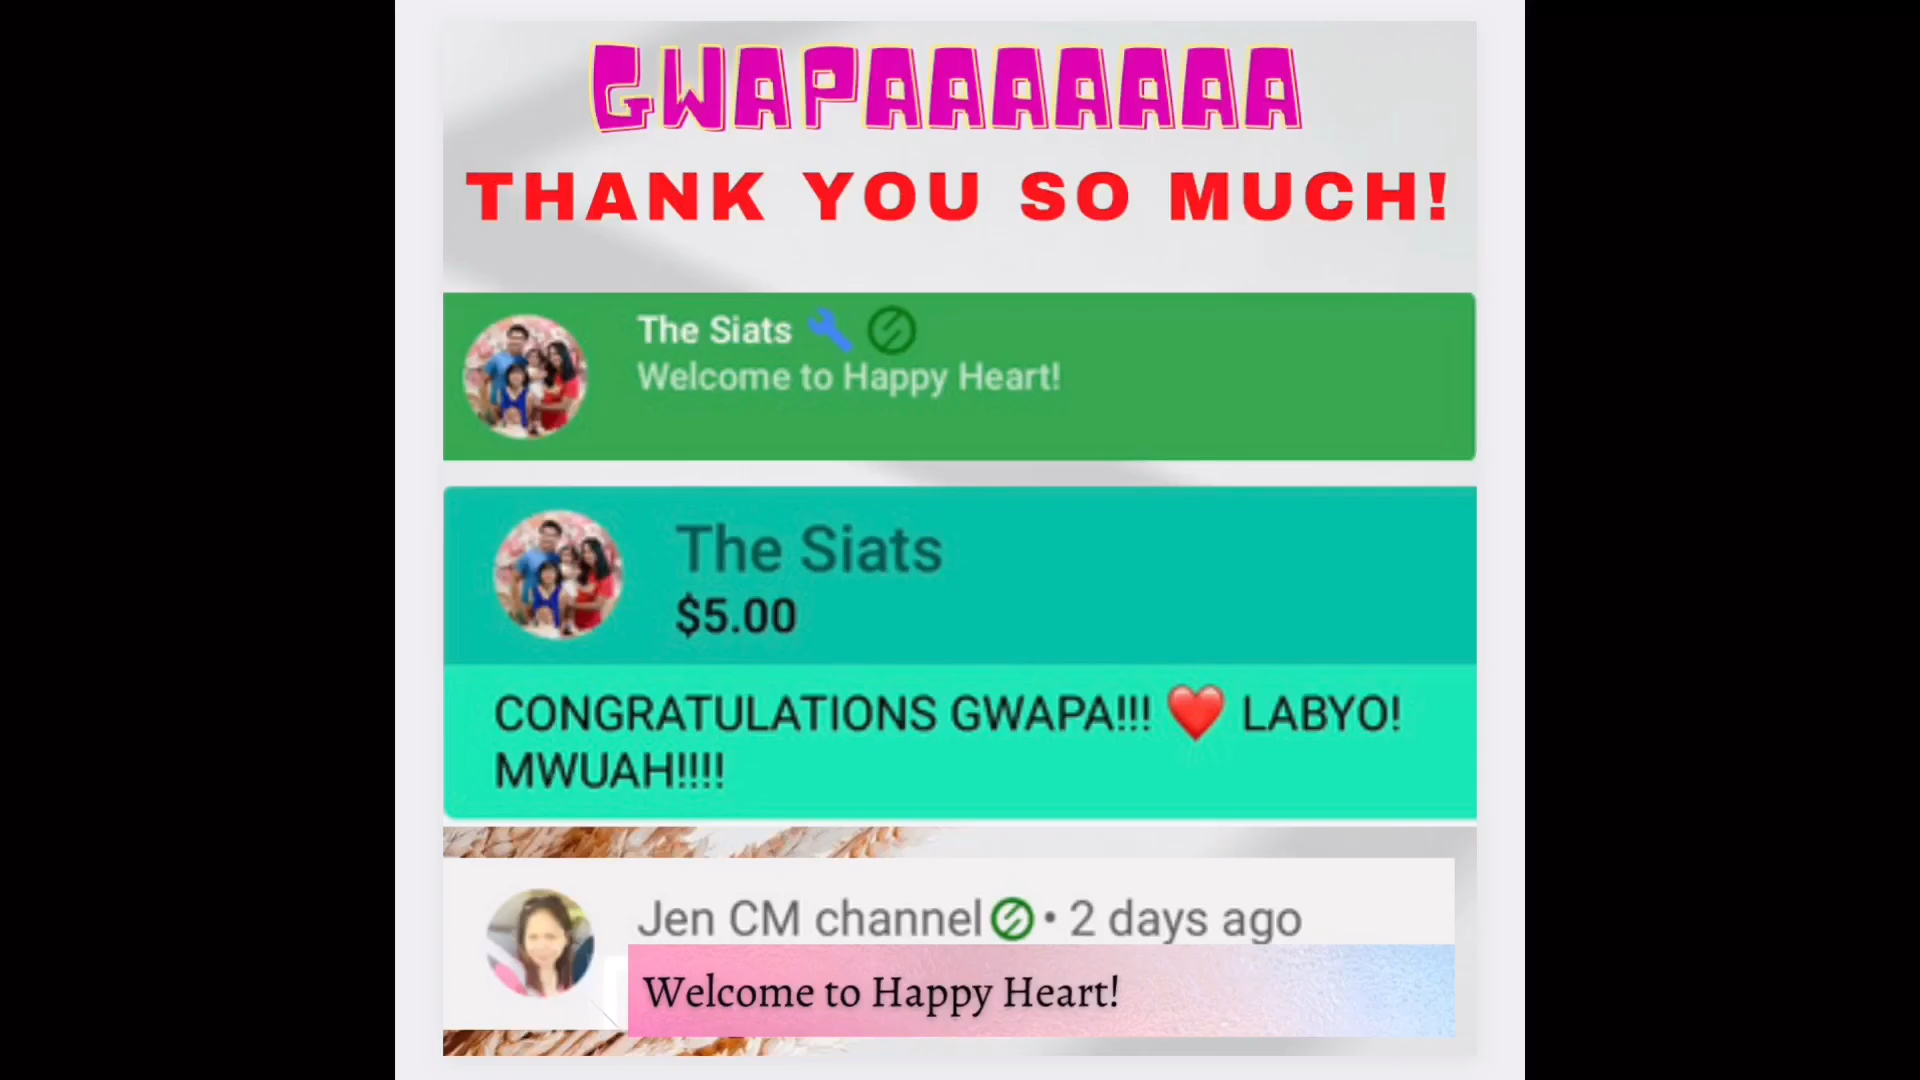 GWAPAAAAAAA
THANK YOU SO MUCH!
The Siats
Welcome to Happy Heart!
The Siats
$5.00
CONGRATULATIONS GWAPA!!! ❤️ LABYO!
MWUAH!!!!
Jen CM channel • 2 days ago
Welcome to Happy Heart!